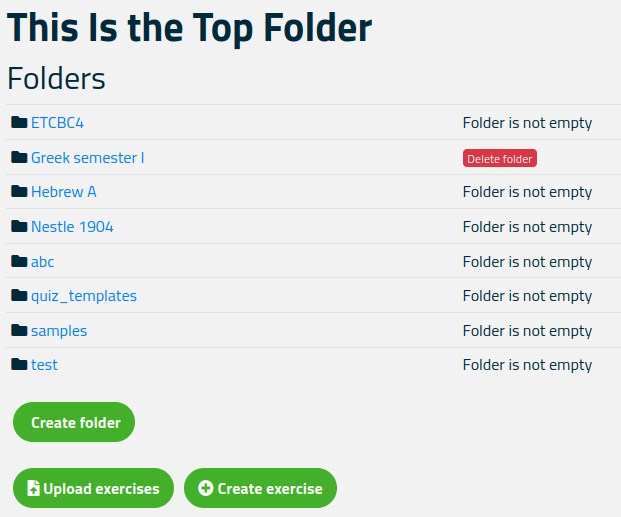 This Is the Top Folder
Folders
ETCBC4 Folder is not empty
Greek semester I Delete folder
Hebrew A Folder is not empty
Nestle 1904 Folder is not empty
abc Folder is not empty
quiz_templates Folder is not empty
samples Folder is not empty
test Folder is not empty
Create folder
Upload exercises Create exercise